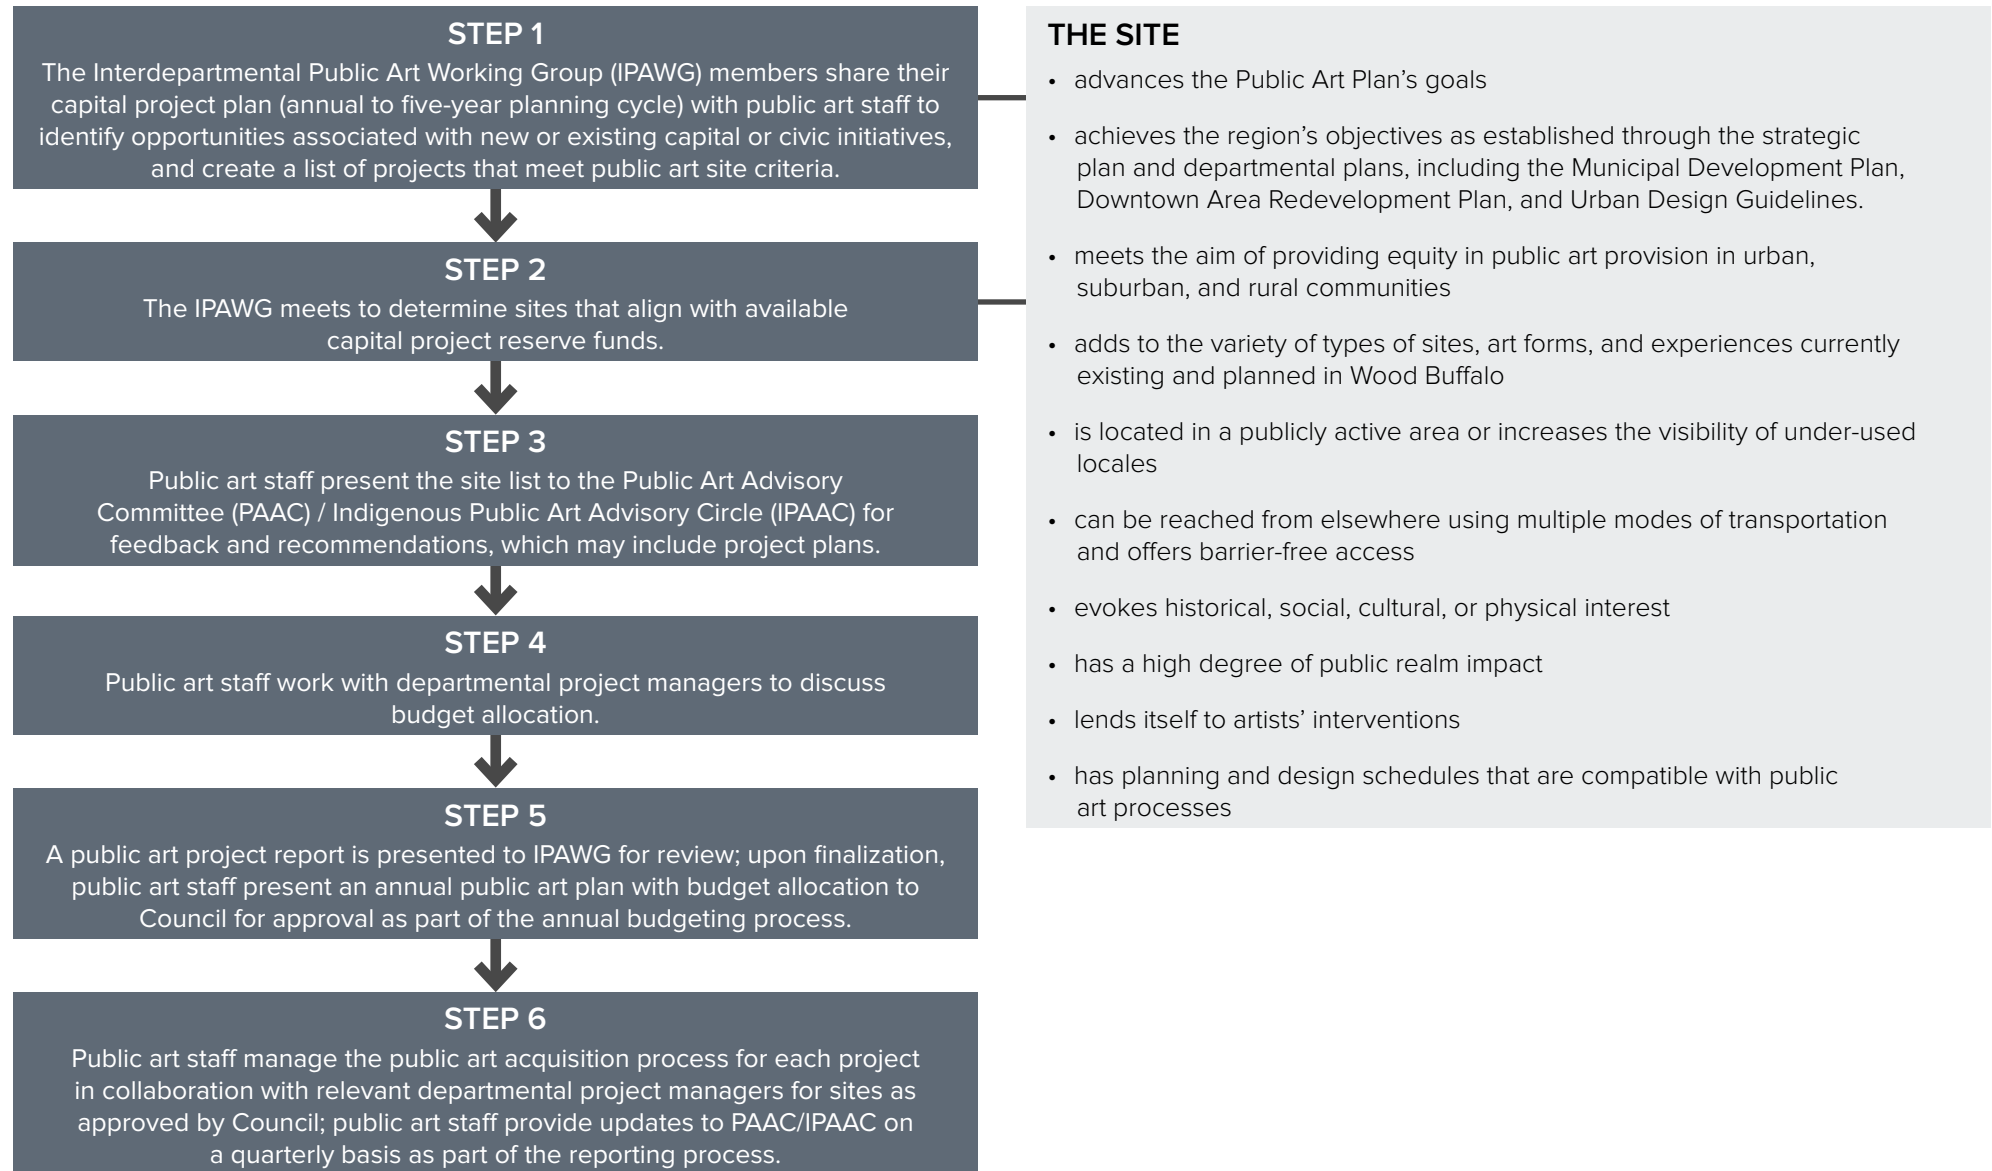 STEP 1
The Interdepartmental Public Art Working Group (IPAWG) members share their
capital project plan (annual to five-year planning cycle) with public art staff to
identify opportunities associated with new or existing capital or civic initiatives,
and create a list of projects that meet public art site criteria.
STEP 2
The IPAWG meets to determine sites that align with available
capital project reserve funds.
STEP 3
Public art staff present the site list to the Public Art Advisory
Committee (PAAC) / Indigenous Public Art Advisory Circle (IPAAC) for
feedback and recommendations, which may include project plans.
STEP 4
Public art staff work with departmental project managers to discuss
budget allocation.
STEP 5
A public art project report is presented to IPAWG for review; upon finalization,
public art staff present an annual public art plan with budget allocation to
Council for approval as part of the annual budgeting process.
STEP 6
Public art staff manage the public art acquisition process for each project
in collaboration with relevant departmental project managers for sites as
approved by Council; public art staff provide updates to PAAC/IPAAC on
a quarterly basis as part of the reporting process.
THE SITE
• advances the Public Art Plan's goals
• achieves the region's objectives as established through the strategic
plan and departmental plans, including the Municipal Development Plan,
Downtown Area Redevelopment Plan, and Urban Design Guidelines.
• meets the aim of providing equity in public art provision in urban,
suburban, and rural communities
• adds to the variety of types of sites, art forms, and experiences currently
existing and planned in Wood Buffalo
• is located in a publicly active area or increases the visibility of under-used
locales
• can be reached from elsewhere using multiple modes of transportation
and offers barrier-free access
• evokes historical, social, cultural, or physical interest
• has a high degree of public realm impact
• lends itself to artists' interventions
• has planning and design schedules that are compatible with public
art processes